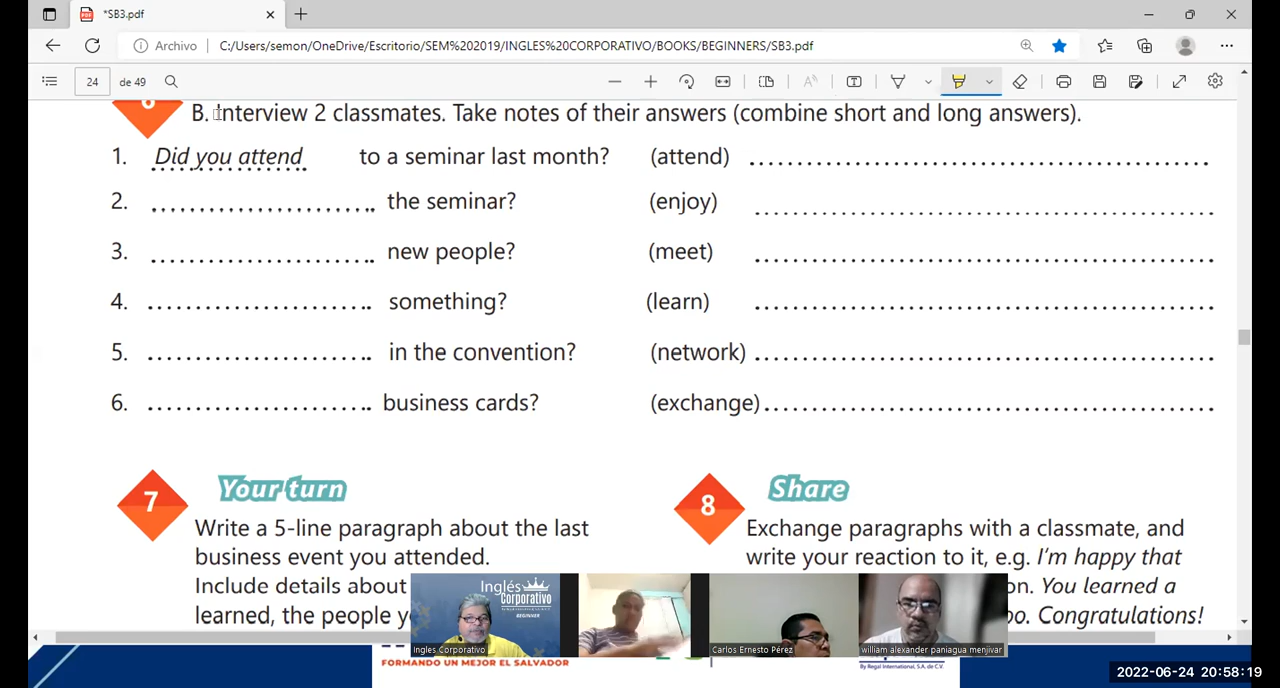 *SB3.pdf
Archivo
C:/Users/semon/OneDrive/Escritorio/SEM%202019/INGLES%20CORPORATIVO/BOOKS/BEGINNERS/SB3.pdf
24 de 49
6 B. Interview 2 classmates. Take notes of their answers (combine short and long answers).
1. Did you attend to a seminar last month? (attend)
2. the seminar? (enjoy)
3. new people? (meet)
4. something? (learn)
5. in the convention? (network)
6. business cards? (exchange)
7 Your turn
Write a 5-line paragraph about the last
business event you attended.
Include details about
learned, the people y
8 Share
Exchange paragraphs with a classmate, and
write your reaction to it, e.g. I'm happy that
on. You learned a
oo. Congratulations!
Inglés
Corporativo
BEGINNER
Ingles Corporativo
Carlos Ernesto Pérez
william alexander paniagua menjivar
FORMANDO UN MEJOR EL SALVADOR
By Regal International, S.A. de C.V.
2022-06-24 20:58:19